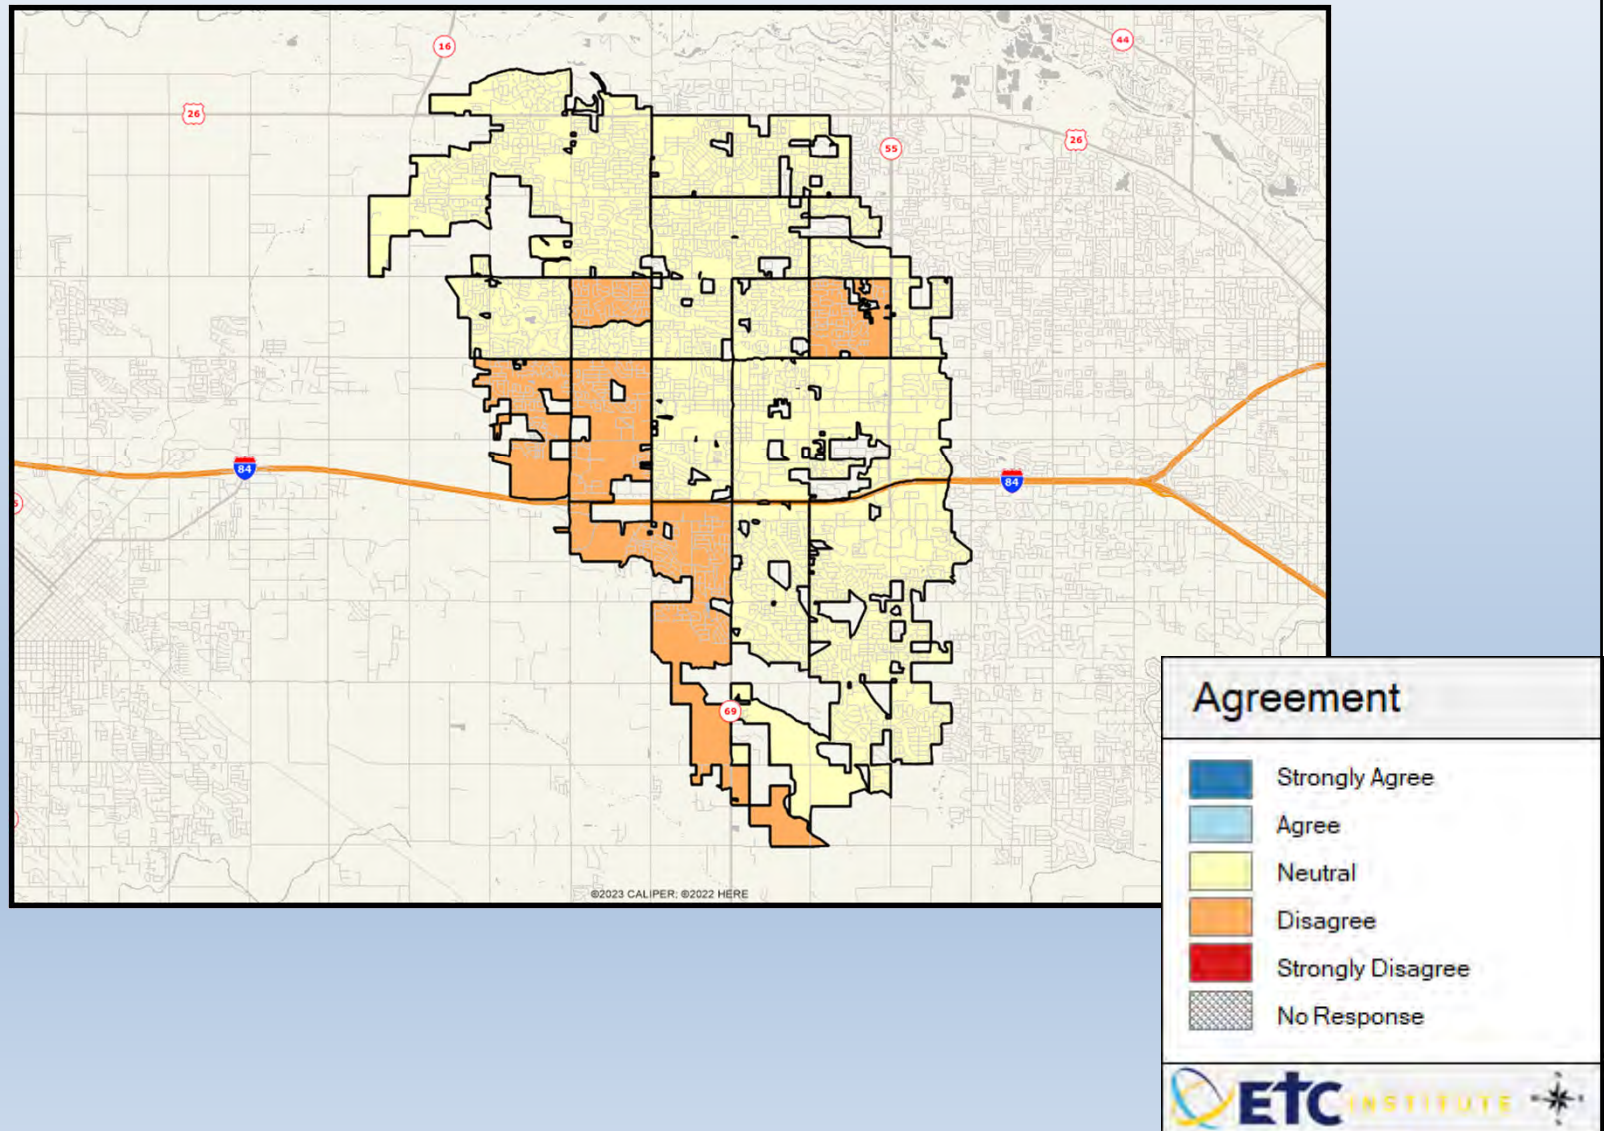 16
44
26
26
55
84
84
69
©2023 CALIPER; ©2022 HERE
Agreement
Strongly Agree
Agree
Neutral
Disagree
Strongly Disagree
No Response
ETC INSTITUTE